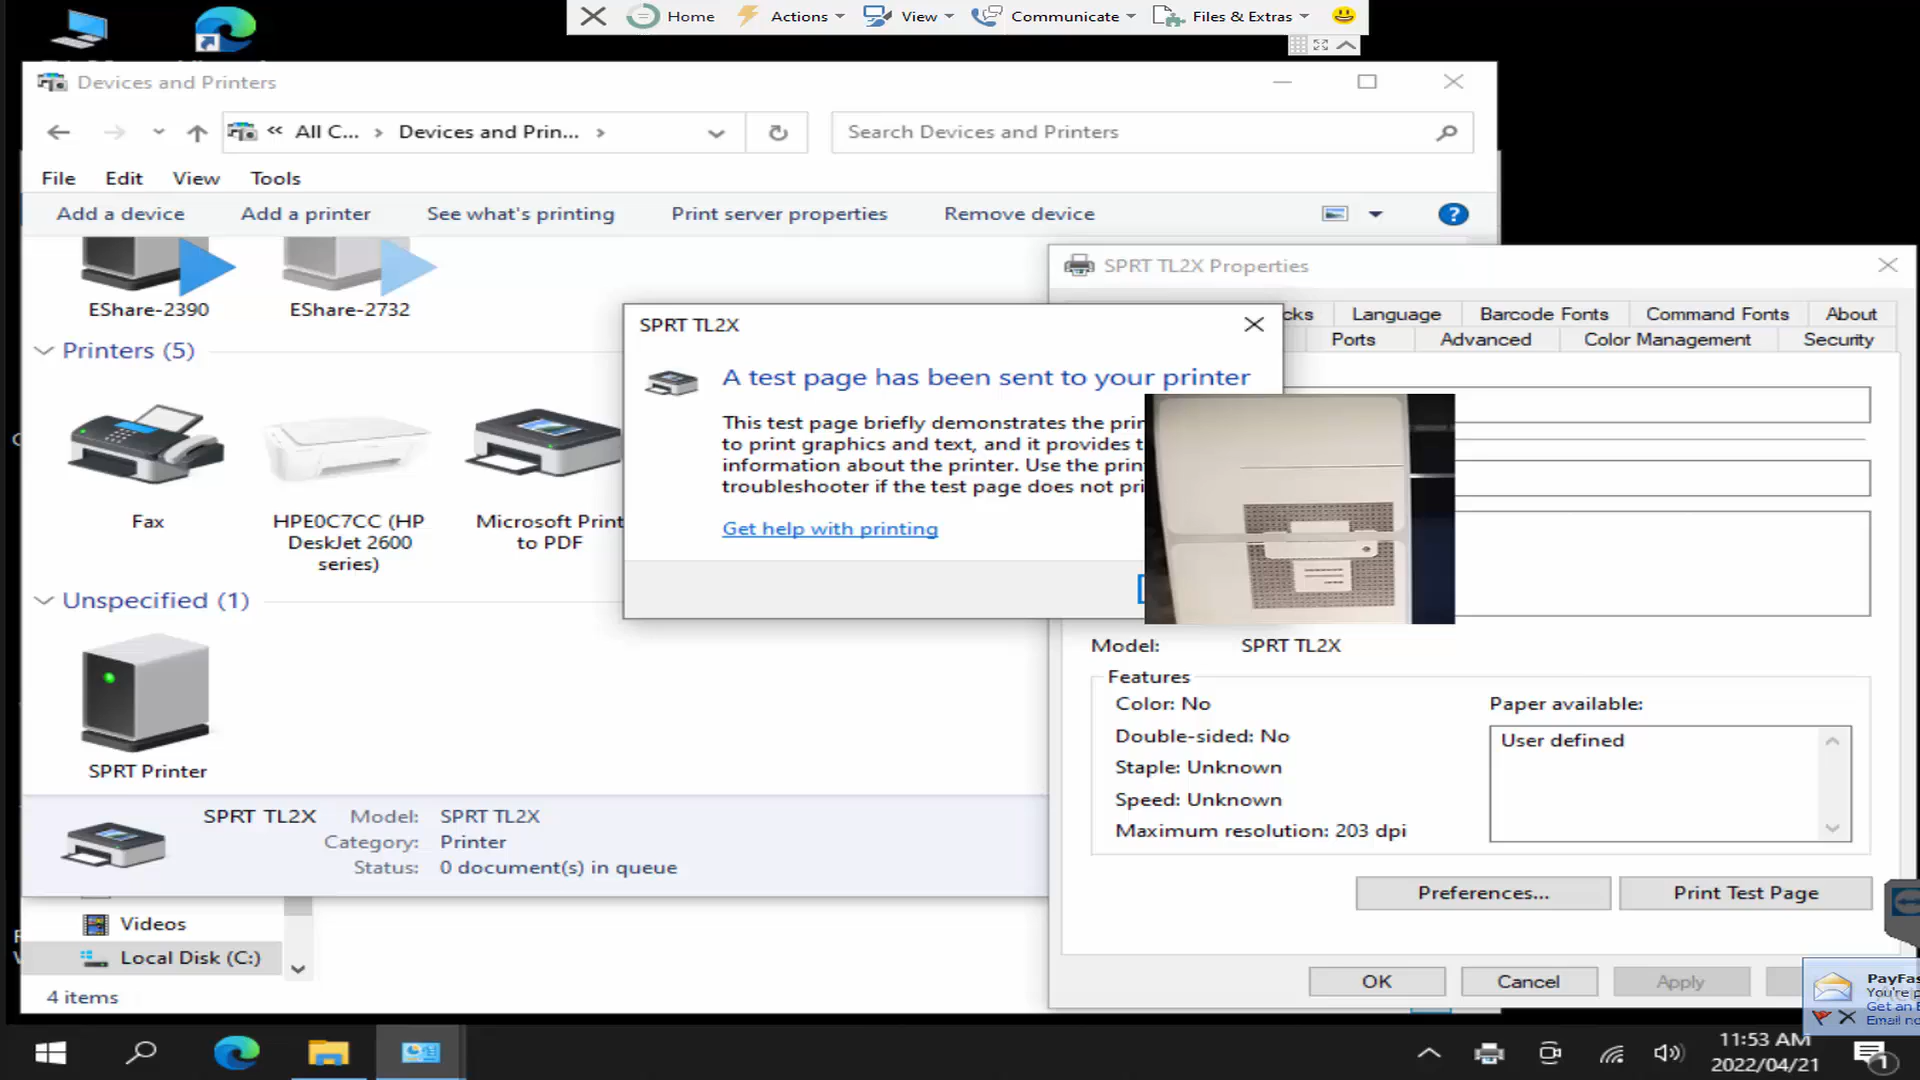 Home
Actions
View
Communicate
Files & Extras
Devices and Printers
« All C... › Devices and Prin... ›
Search Devices and Printers
File Edit View Tools
Add a device Add a printer See what's printing Print server properties Remove device
?
EShare-2390
EShare-2732
Printers (5)
Fax
HPE0C7CC (HP
DeskJet 2600
series)
Microsoft Print
to PDF
Unspecified (1)
SPRT Printer
SPRT TL2X
Model: SPRT TL2X
Category: Printer
Status: 0 document(s) in queue
Videos
Local Disk (C:)
4 items
SPRT TL2X
A test page has been sent to your printer
This test page briefly demonstrates the
to print graphics and text, and it provides
information about the printer. Use the
troubleshooter if the test page does not
Get help with printing
SPRT TL2X Properties
Language Barcode Fonts Command Fonts About
Ports Advanced Color Management Security
Model: SPRT TL2X
Features
Color: No
Double-sided: No
Staple: Unknown
Speed: Unknown
Maximum resolution: 203 dpi
Paper available:
User defined
Preferences...
Print Test Page
OK
Cancel
Apply
Get an
11:53 AM
2022/04/21
1